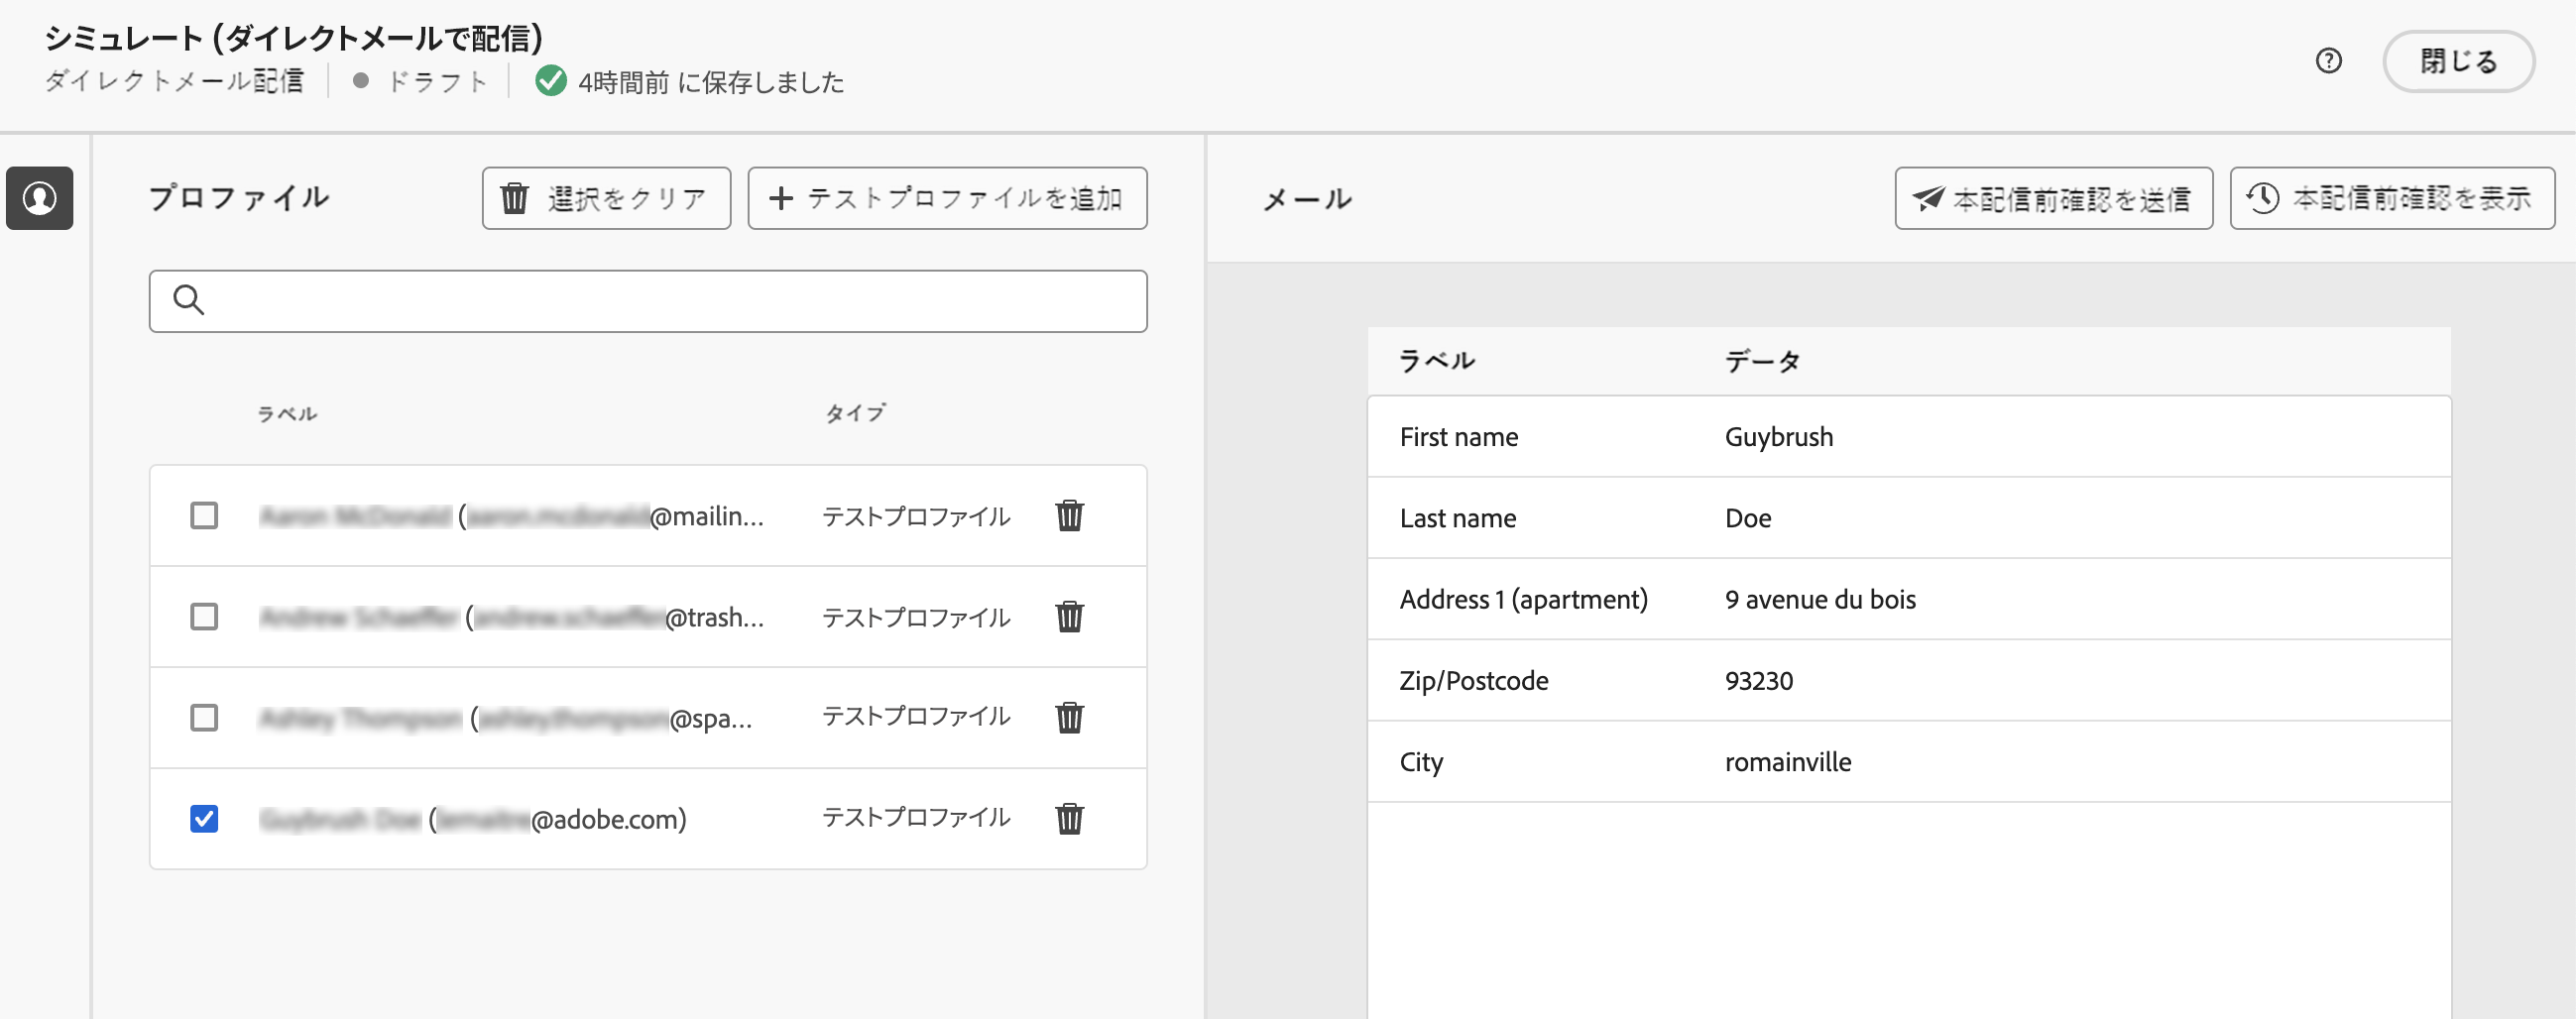 シミュレート (ダイレクトメールで配信)
ダイレクトメール配信 ドラフト 4時間前 に保存しました
閉じる
プロファイル 選択をクリア テストプロファイルを追加
ラベル タイプ
(@mailin... テストプロファイル
(@trash... テストプロファイル
(@spa... テストプロファイル
(@adobe.com) テストプロファイル
メール 本配信前確認を送信 本配信前確認を表示
ラベル データ
First name Guybrush
Last name Doe
Address 1 (apartment) 9 avenue du bois
Zip/Postcode 93230
City romainville